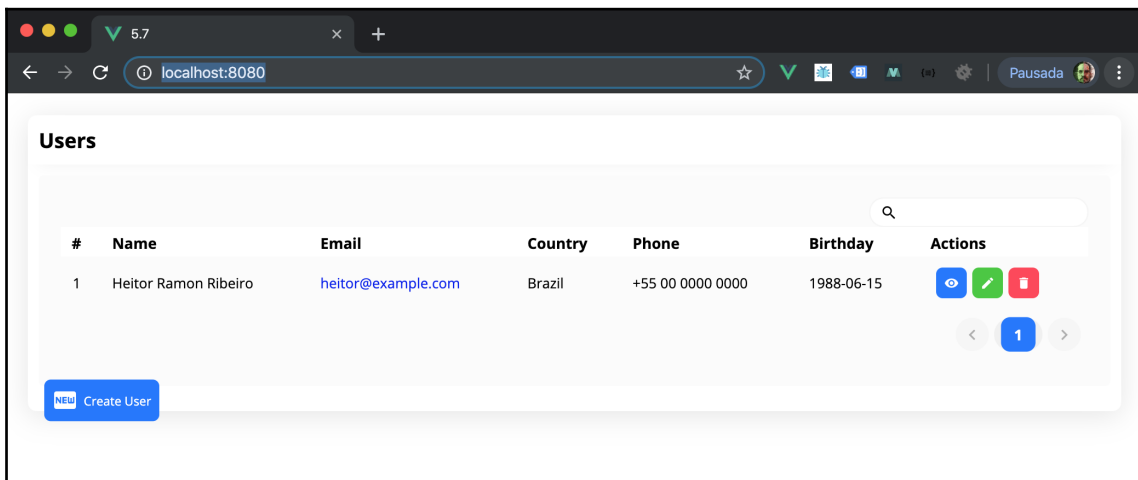 5.7
localhost:8080
Pausada
Users
# Name Email Country Phone Birthday Actions
1 Heitor Ramon Ribeiro heitor@example.com Brazil +55 00 0000 0000 1988-06-15
1
NEW Create User